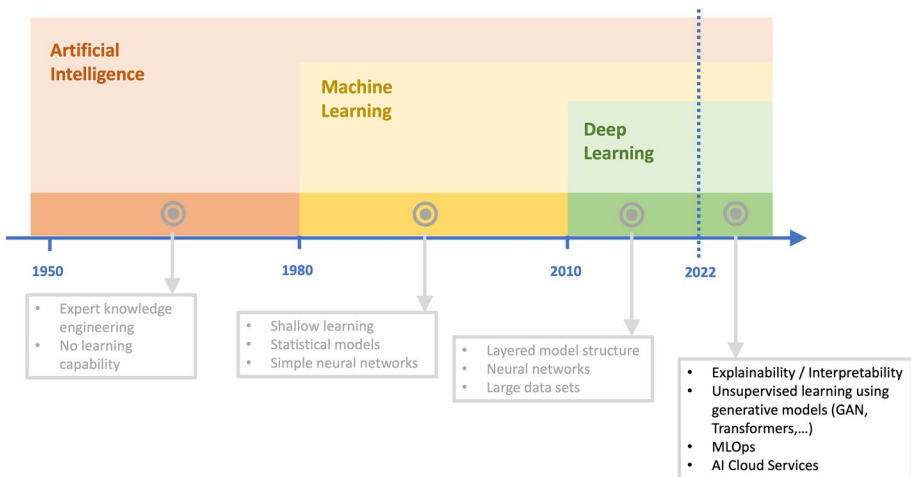 Artificial
Intelligence
Machine
Learning
Deep
Learning
1950
1980
2010
2022
• Expert knowledge
engineering
• No learning
capability
• Shallow learning
• Statistical models
• Simple neural networks
• Layered model structure
• Neural networks
• Large data sets
• Explainability / Interpretability
• Unsupervised learning using
generative models (GAN,
Transformers,...)
• MLOps
• AI Cloud Services